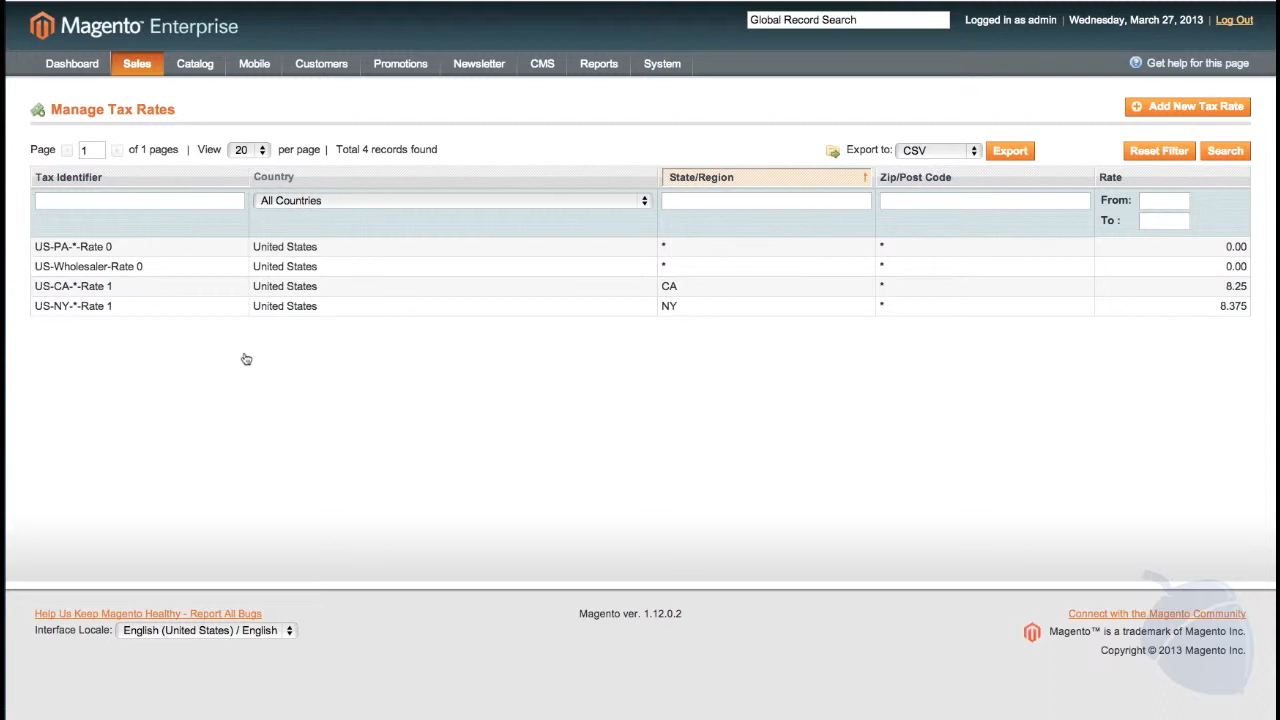 Magento™ Enterprise
Global Record Search
Logged in as admin | Wednesday, March 27, 2013 | Log Out
Dashboard Sales Catalog Mobile Customers Promotions Newsletter CMS Reports System
Get help for this page
Manage Tax Rates
Add New Tax Rate
Page 1 of 1 pages | View 20 per page | Total 4 records found
Export to: CSV Export Reset Filter Search
Tax Identifier Country State/Region ↑ Zip/Post Code Rate
All Countries From:
To :
US-PA-*-Rate 0 United States * * 0.00
US-Wholesaler-Rate 0 United States * * 0.00
US-CA-*-Rate 1 United States CA * 8.25
US-NY-*-Rate 1 United States NY * 8.375
Help Us Keep Magento Healthy - Report All Bugs
Interface Locale: English (United States) / English
Magento ver. 1.12.0.2
Connect with the Magento Community
Magento™ is a trademark of Magento Inc.
Copyright © 2013 Magento Inc.